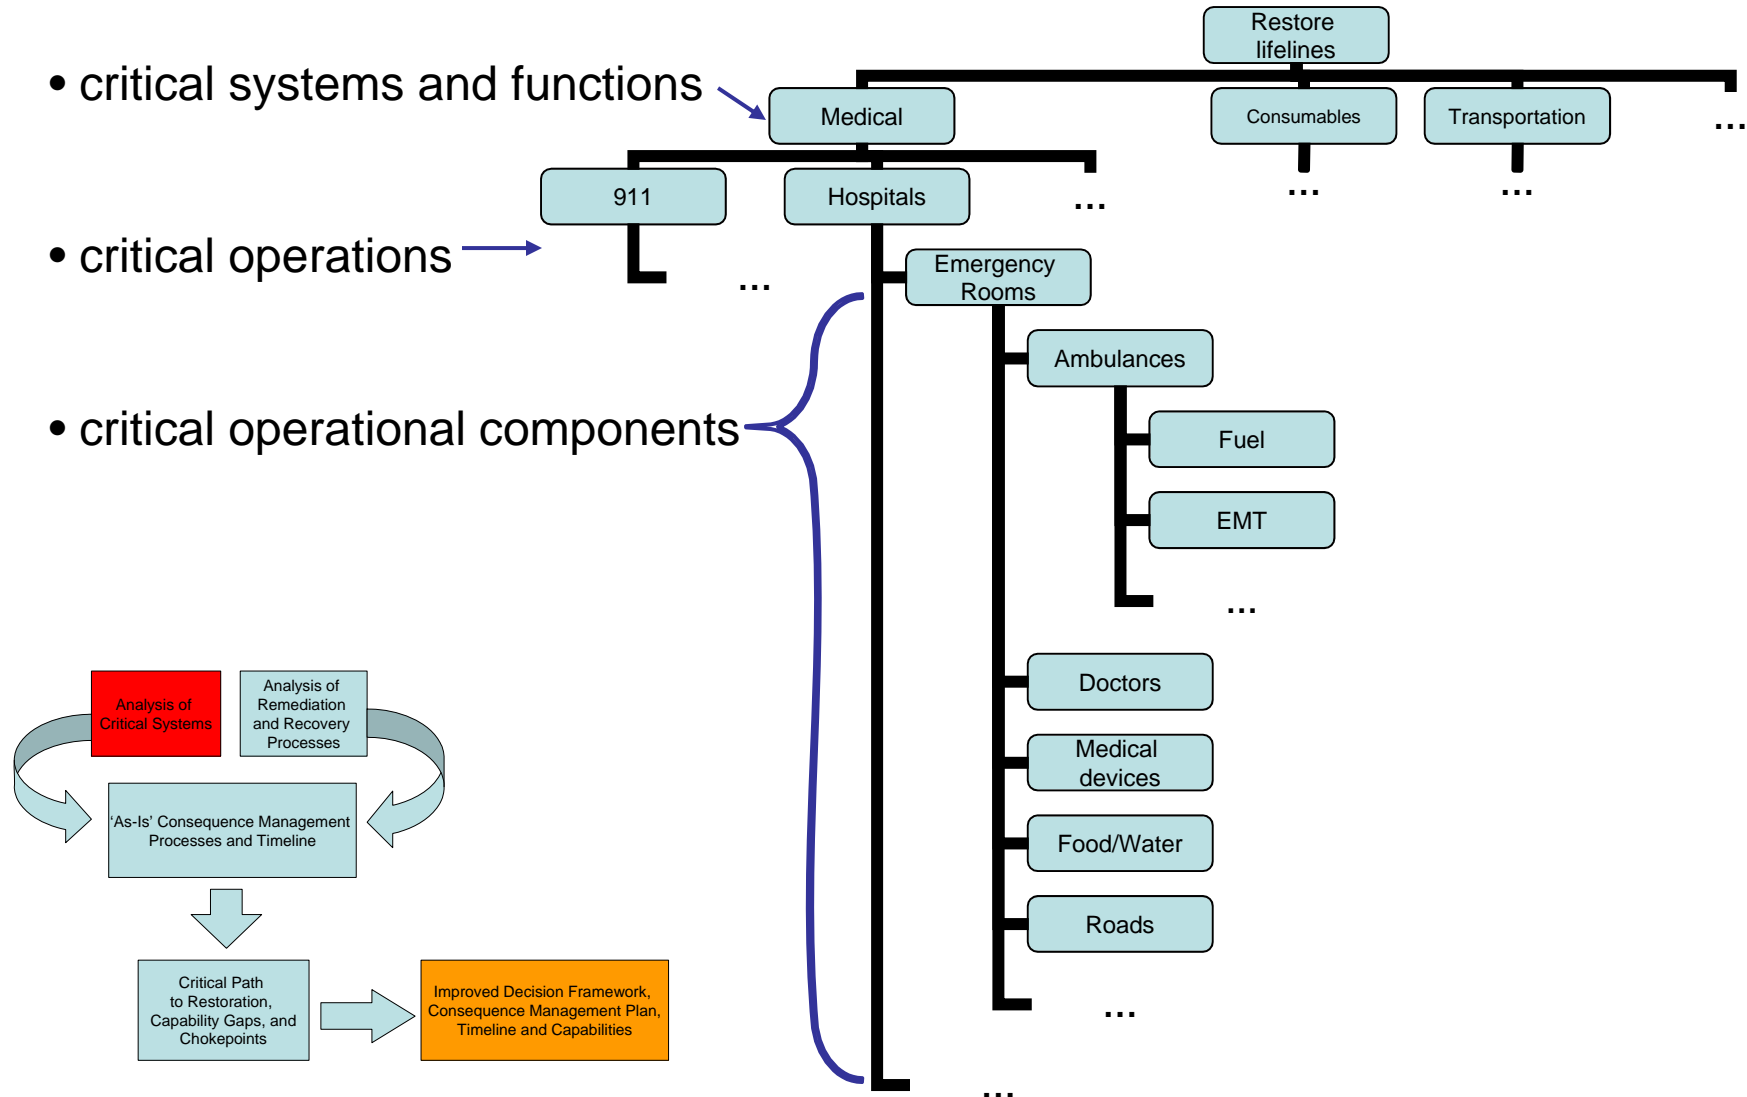 Restore
lifelines
• critical systems and functions
Medical
Consumables
Transportation
...
911
Hospitals
...
...
...
• critical operations
...
Emergency
Rooms
Ambulances
• critical operational components
Fuel
EMT
...
Doctors
Medical
devices
Food/Water
Roads
...
...
Analysis of
Critical Systems
Analysis of
Remediation
and Recovery
Processes
‘As-Is’ Consequence Management
Processes and Timeline
Critical Path
to Restoration,
Capability Gaps, and
Chokepoints
Improved Decision Framework,
Consequence Management Plan,
Timeline and Capabilities